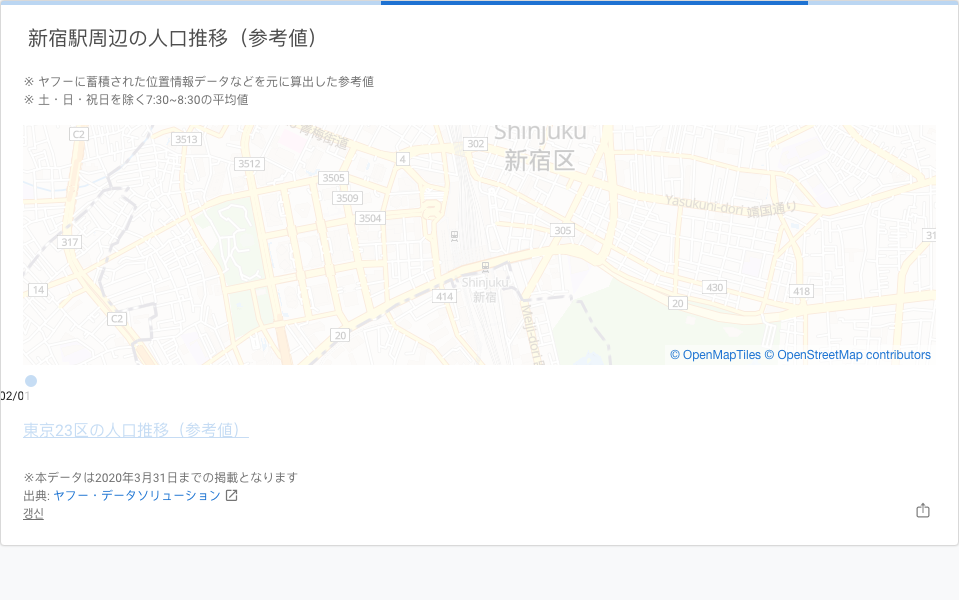 新宿駅周辺の人口推移（参考値）
※ ヤフーに蓄積された位置情報データなどを元に算出した参考値
※ 土・日・祝日を除く7:30~8:30の平均値
C2
3513
青梅街道
302
Shinjuku
新宿区
3512
4
3505
3509
3504
Yasukuni-dori 靖国通り
305
317
31
14
414
Shinjuku
新宿
430
418
20
C2
20
Meiji-dori
© OpenMapTiles © OpenStreetMap contributors
02/01
東京23区の人口推移（参考値）
※本データは2020年3月31日までの掲載となります
出典: ヤフー・データソリューション
갱신